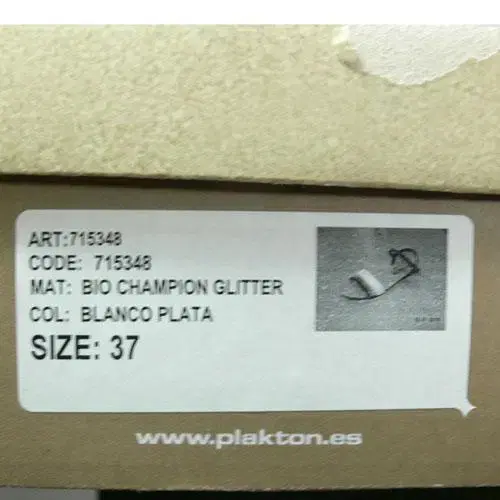 ART:715348
CODE: 715348
MAT: BIO CHAMPION GLITTER
COL: BLANCO PLATA
SIZE: 37
www.plakton.es